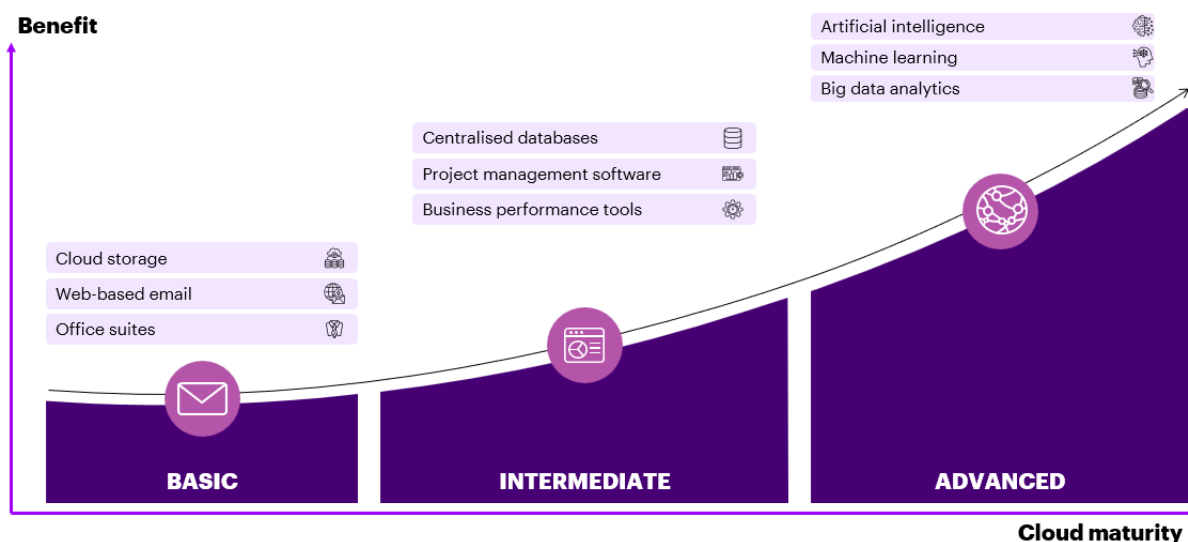 Benefit
Artificial intelligence
Machine learning
Big data analytics
Centralised databases
Project management software
Business performance tools
Cloud storage
Web-based email
Office suites
BASIC
INTERMEDIATE
ADVANCED
Cloud maturity